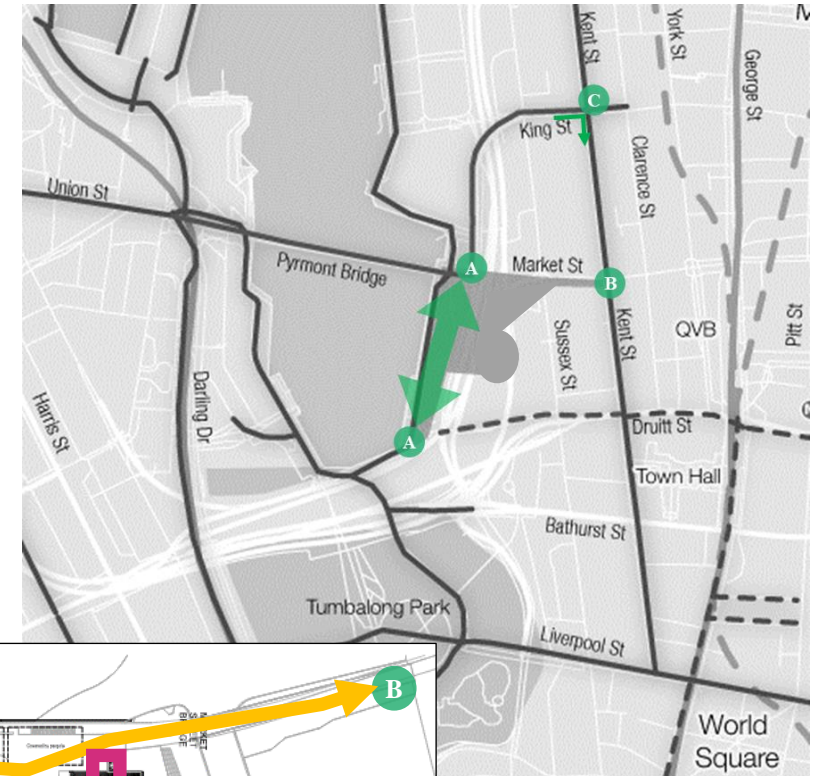 Kent St
York St
George St
C
King St
Clarence St
Union St
A
Market St
B
Pyrmont Bridge
Kent St
Sussex St
QVB
Pitt St
Darling Dr
Harris St
A
Druitt St
Town Hall
Bathurst St
Tumbalong Park
Liverpool St
B
World
Square